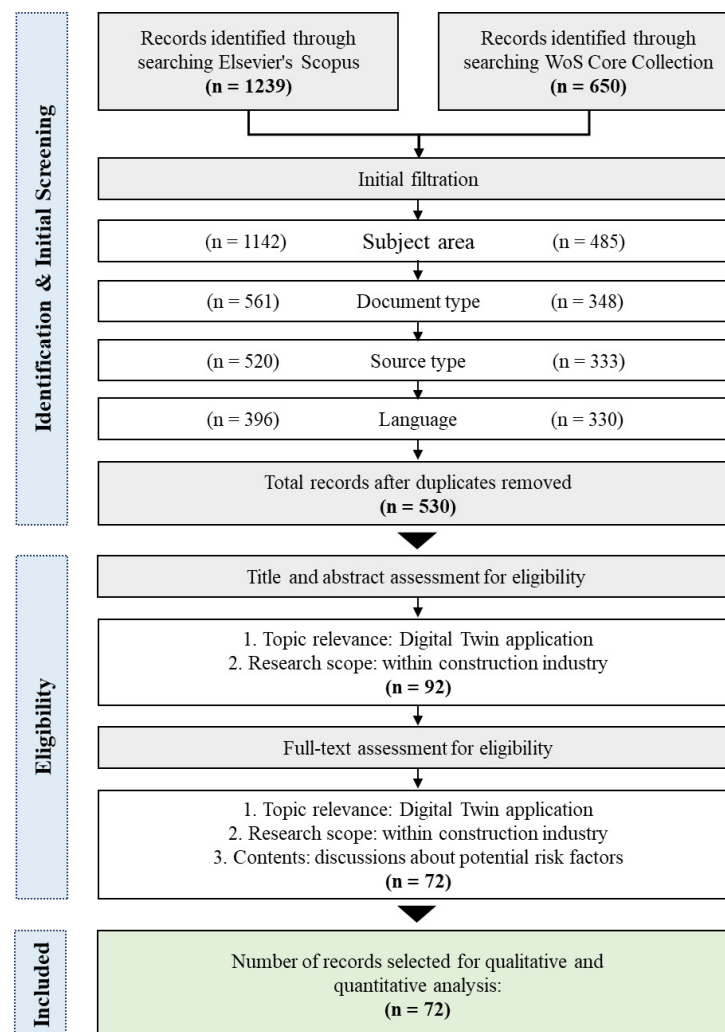 Identification & Initial Screening
Records identified through
searching Elsevier's Scopus
(n = 1239)
Records identified through
searching WoS Core Collection
(n = 650)
Initial filtration
(n = 1142) Subject area (n = 485)
(n = 561) Document type (n = 348)
(n = 520) Source type (n = 333)
(n = 396) Language (n = 330)
Total records after duplicates removed
(n = 530)
Eligibility
Title and abstract assessment for eligibility
1. Topic relevance: Digital Twin application
2. Research scope: within construction industry
(n = 92)
Full-text assessment for eligibility
1. Topic relevance: Digital Twin application
2. Research scope: within construction industry
3. Contents: discussions about potential risk factors
(n = 72)
Included
Number of records selected for qualitative and
quantitative analysis:
(n = 72)